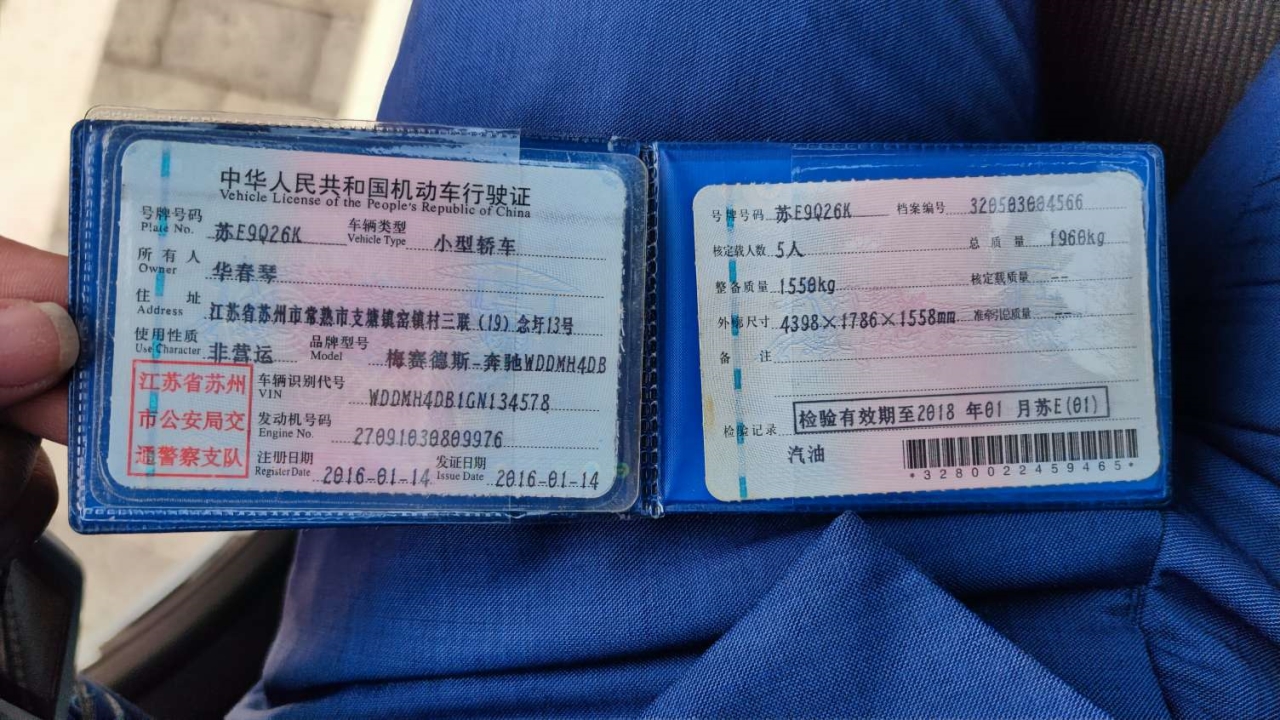 中华人民共和国机动车行驶证
Vehicle License of the People's Republic of China
号牌号码 苏E9Q26K 车辆类型 小型轿车
Plate No. Vehicle Type
所有人 华春琴
Owner
住址 江苏省苏州市常熟市支塘镇窑镇村三联(19)念圩13号
Address
使用性质 非营运 品牌型号 梅赛德斯-奔驰WDDMH4DB
Use Character Model
江苏省苏州
市公安局交
通警察支队
车辆识别代号 WDDMH4DB1GN134578
VIN
发动机号码 27091030809976
Engine No.
注册日期 2016-01-14 发证日期 2016-01-14
Register Date Issue Date
号牌号码 苏E9Q26K 档案编号 320503004566
核定载人数 5人 总质量 1960kg
整备质量 1550kg 核定载质量 --
外廓尺寸 4398×1786×1558mm 准牵引总质量 --
备注
检验记录 检验有效期至2018年01月苏E(01)
汽油
*3280022459465*